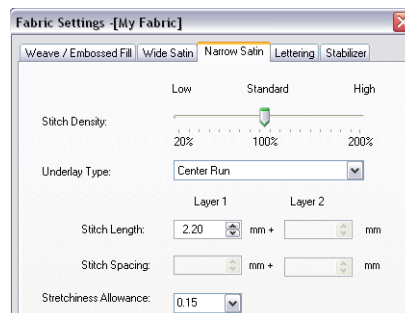 Fabric Settings -[My Fabric]
Weave / Embossed Fill Wide Satin Narrow Satin Lettering Stabilizer
Low Standard High
Stitch Density:
20% 100% 200%
Underlay Type: Center Run
Layer 1 Layer 2
Stitch Length: 2.20 mm + mm
Stitch Spacing: mm + mm
Stretchiness Allowance: 0.15